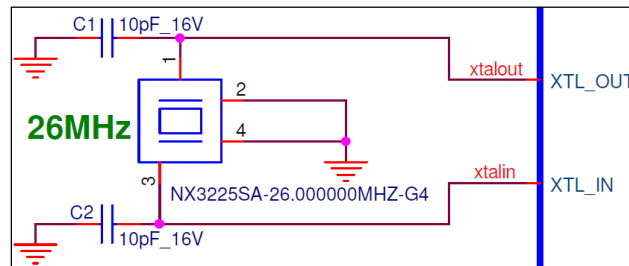 C1 10pF_16V
1
xtalout
XTL_OUT
2
26MHz
4
3
xtalin
XTL_IN
NX3225SA-26.000000MHZ-G4
C2
10pF_16V